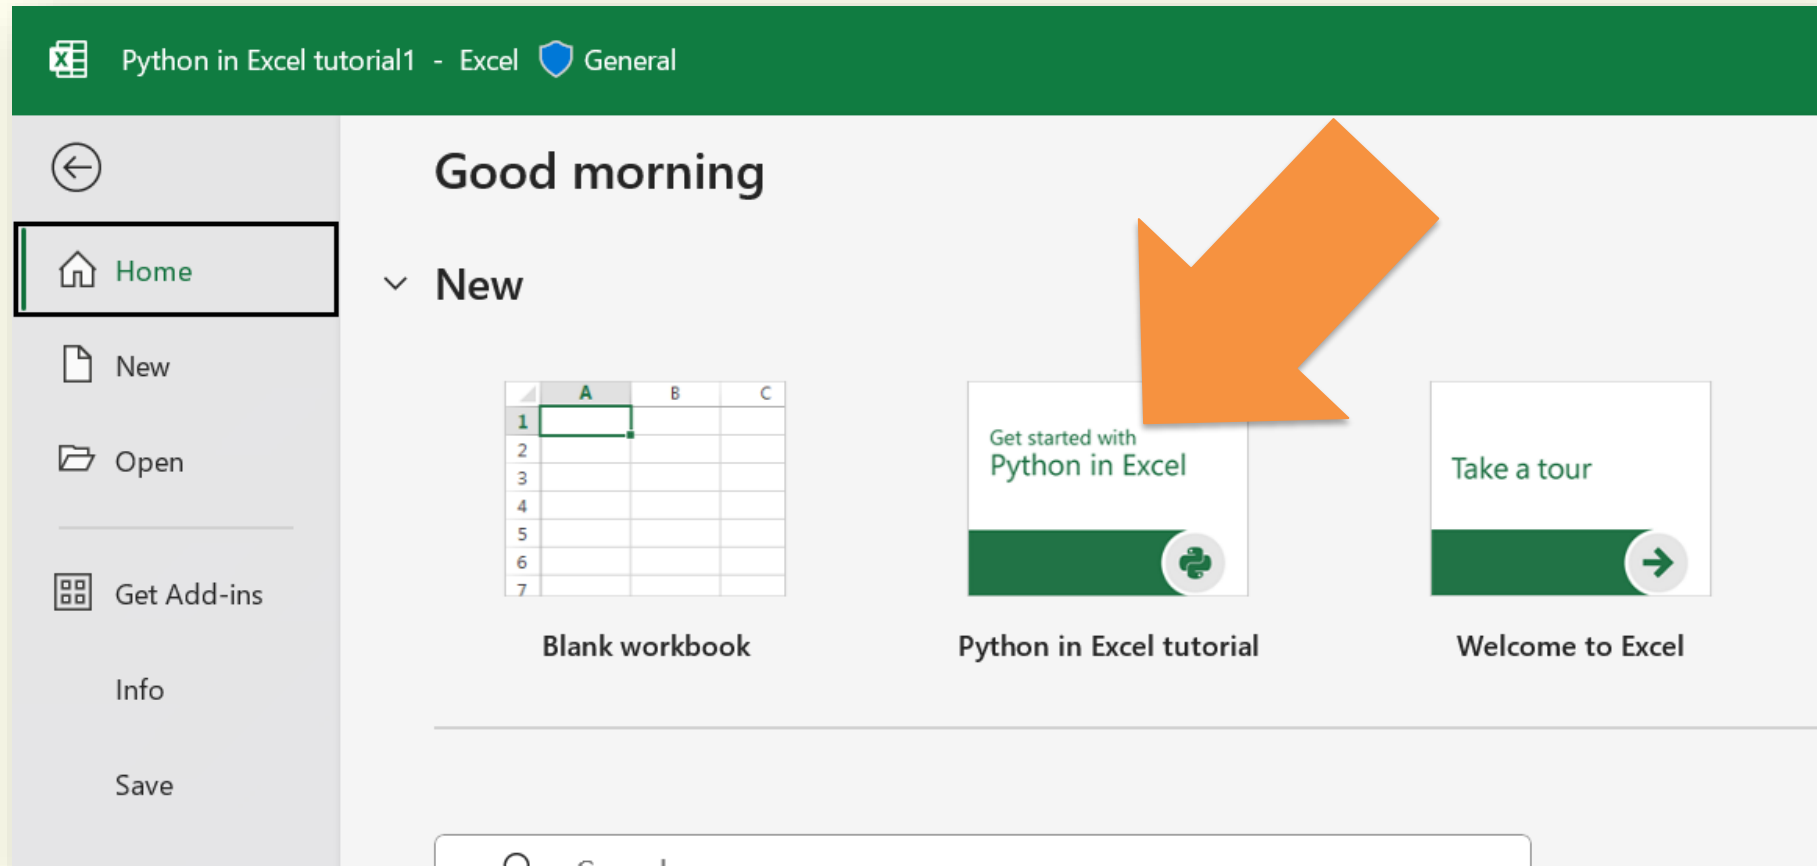 Python in Excel tutorial1 - Excel General
Good morning
Home
New
New
Open
Get Add-ins
Info
Save
A B C
1
2
3
4
5
6
7
Blank workbook
Get started with
Python in Excel
Python in Excel tutorial
Take a tour
Welcome to Excel